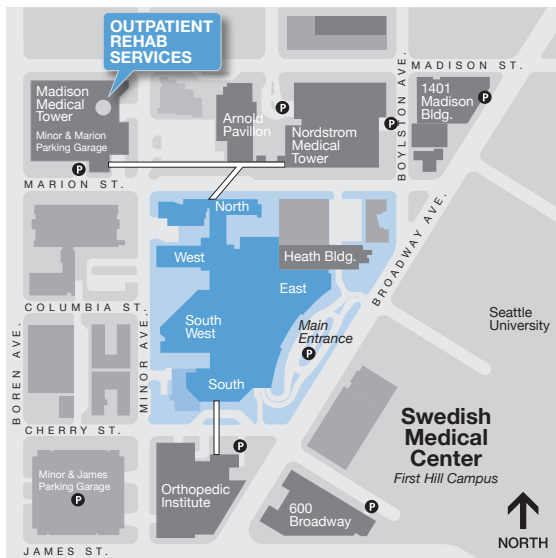 OUTPATIENT
REHAB
SERVICES
MADISON ST.
BOYLSTON AVE.
Madison
Medical
Tower
Minor & Marion
Parking Garage
P
Arnold
Pavilion
P
Nordstrom
Medical
Tower
P
1401
Madison
Bldg.
P
MARION ST.
North
West
Heath Bldg.
East
BROADWAY AVE.
COLUMBIA ST.
South
West
Main
Entrance
P
Seattle
University
BOREN AVE.
MINOR AVE.
South
CHERRY ST.
Swedish
Medical
Center
First Hill Campus
P
Minor & James
Parking Garage
P
Orthopedic
Institute
600
Broadway
P
JAMES ST.
NORTH